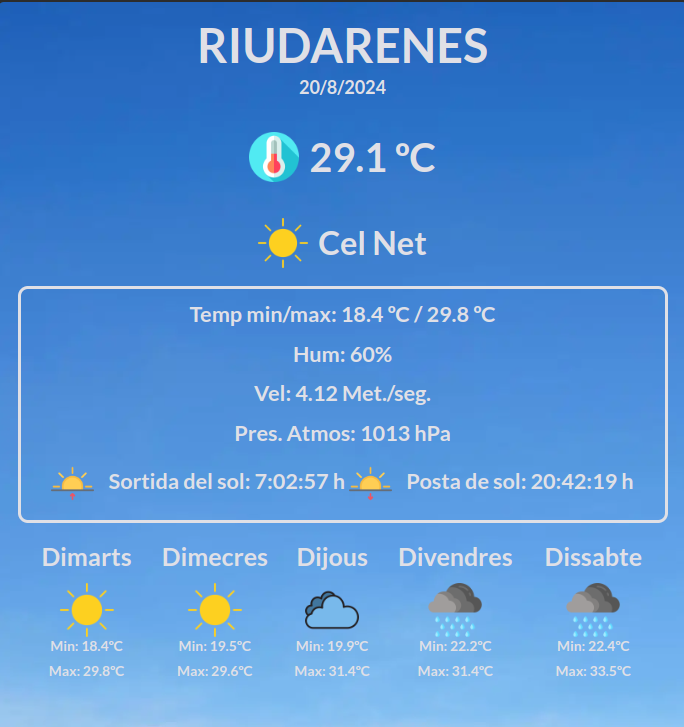 RIUDARENES
20/8/2024
29.1 ºC
Cel Net
Temp min/max: 18.4 ºC / 29.8 ºC
Hum: 60%
Vel: 4.12 Met./seg.
Pres. Atmos: 1013 hPa
Sortida del sol: 7:02:57 h Posta de sol: 20:42:19 h
Dimarts Dimecres Dijous Divendres Dissabte
Min: 18.4ºC Min: 19.5ºC Min: 19.9ºC Min: 22.2ºC Min: 22.4ºC
Max: 29.8ºC Max: 29.6ºC Max: 31.4ºC Max: 31.4ºC Max: 33.5ºC